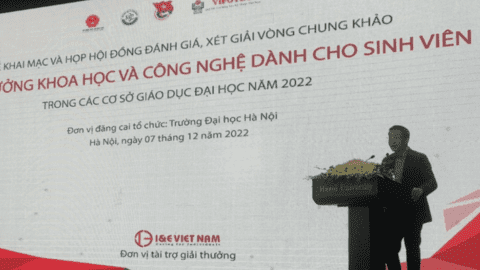 KHAI MẠC VÀ HỌP HỘI ĐỒNG ĐÁNH GIÁ, XÉT GIẢI VÒNG CHUNG KHẢO
ƯỞNG KHOA HỌC VÀ CÔNG NGHỆ DÀNH CHO SINH VIÊN
TRONG CÁC CƠ SỞ GIÁO DỤC ĐẠI HỌC NĂM 2022
Đơn vị đăng cai tổ chức: Trường Đại học Hà Nội
Hà Nội, ngày 07 tháng 12 năm 2022
I&E VIET NAM
Đơn vị tài trợ giải thưởng